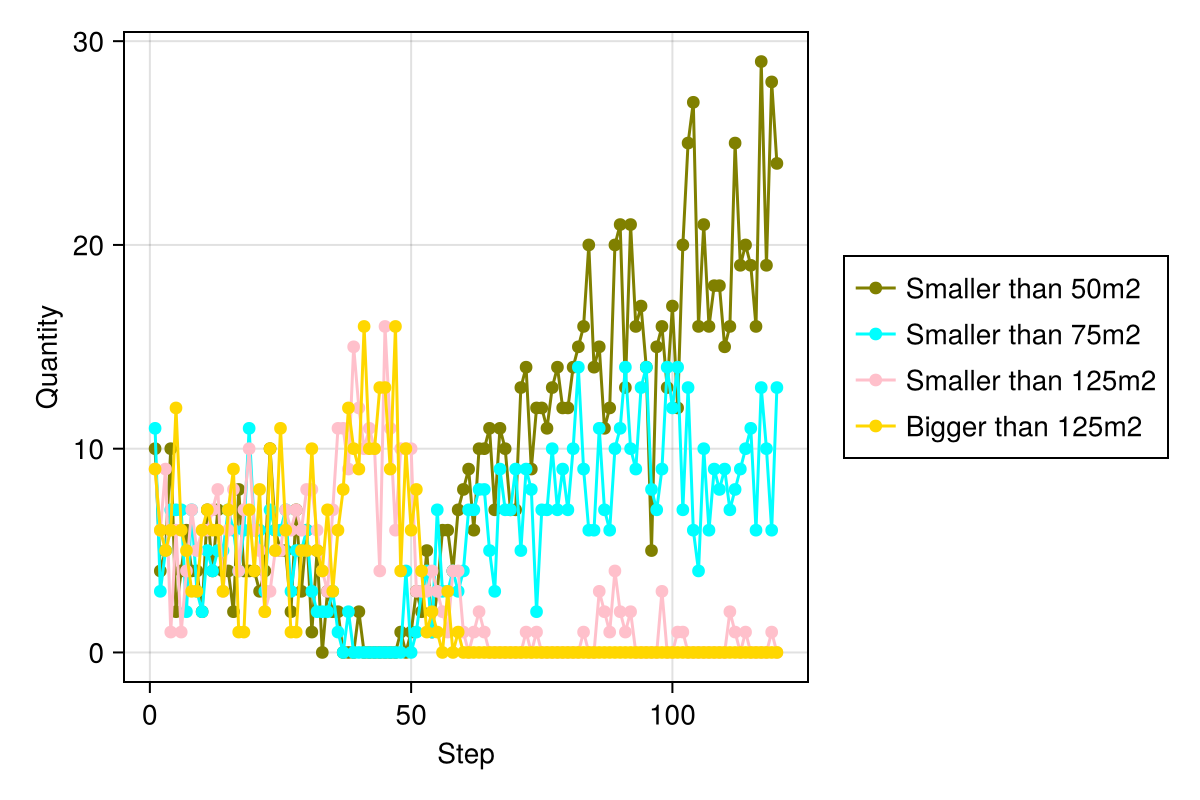 30
20
10
0
Quantity
0 50 100
Step
Smaller than 50m2
Smaller than 75m2
Smaller than 125m2
Bigger than 125m2